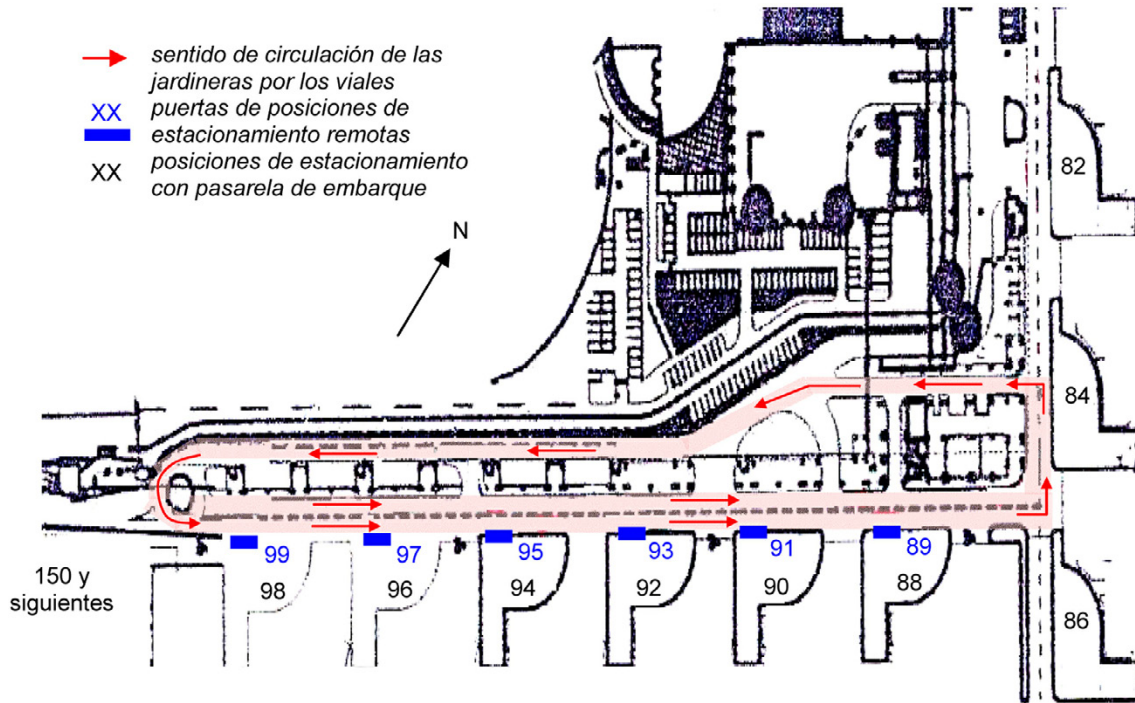 sentido de circulación de las
jardineras por los viales
XX puertas de posiciones de
estacionamiento remotas
XX posiciones de estacionamiento
con pasarela de embarque
N
82
84
99 97 95 93 91 89
150 y
siguientes
98 96 94 92 90 88
86